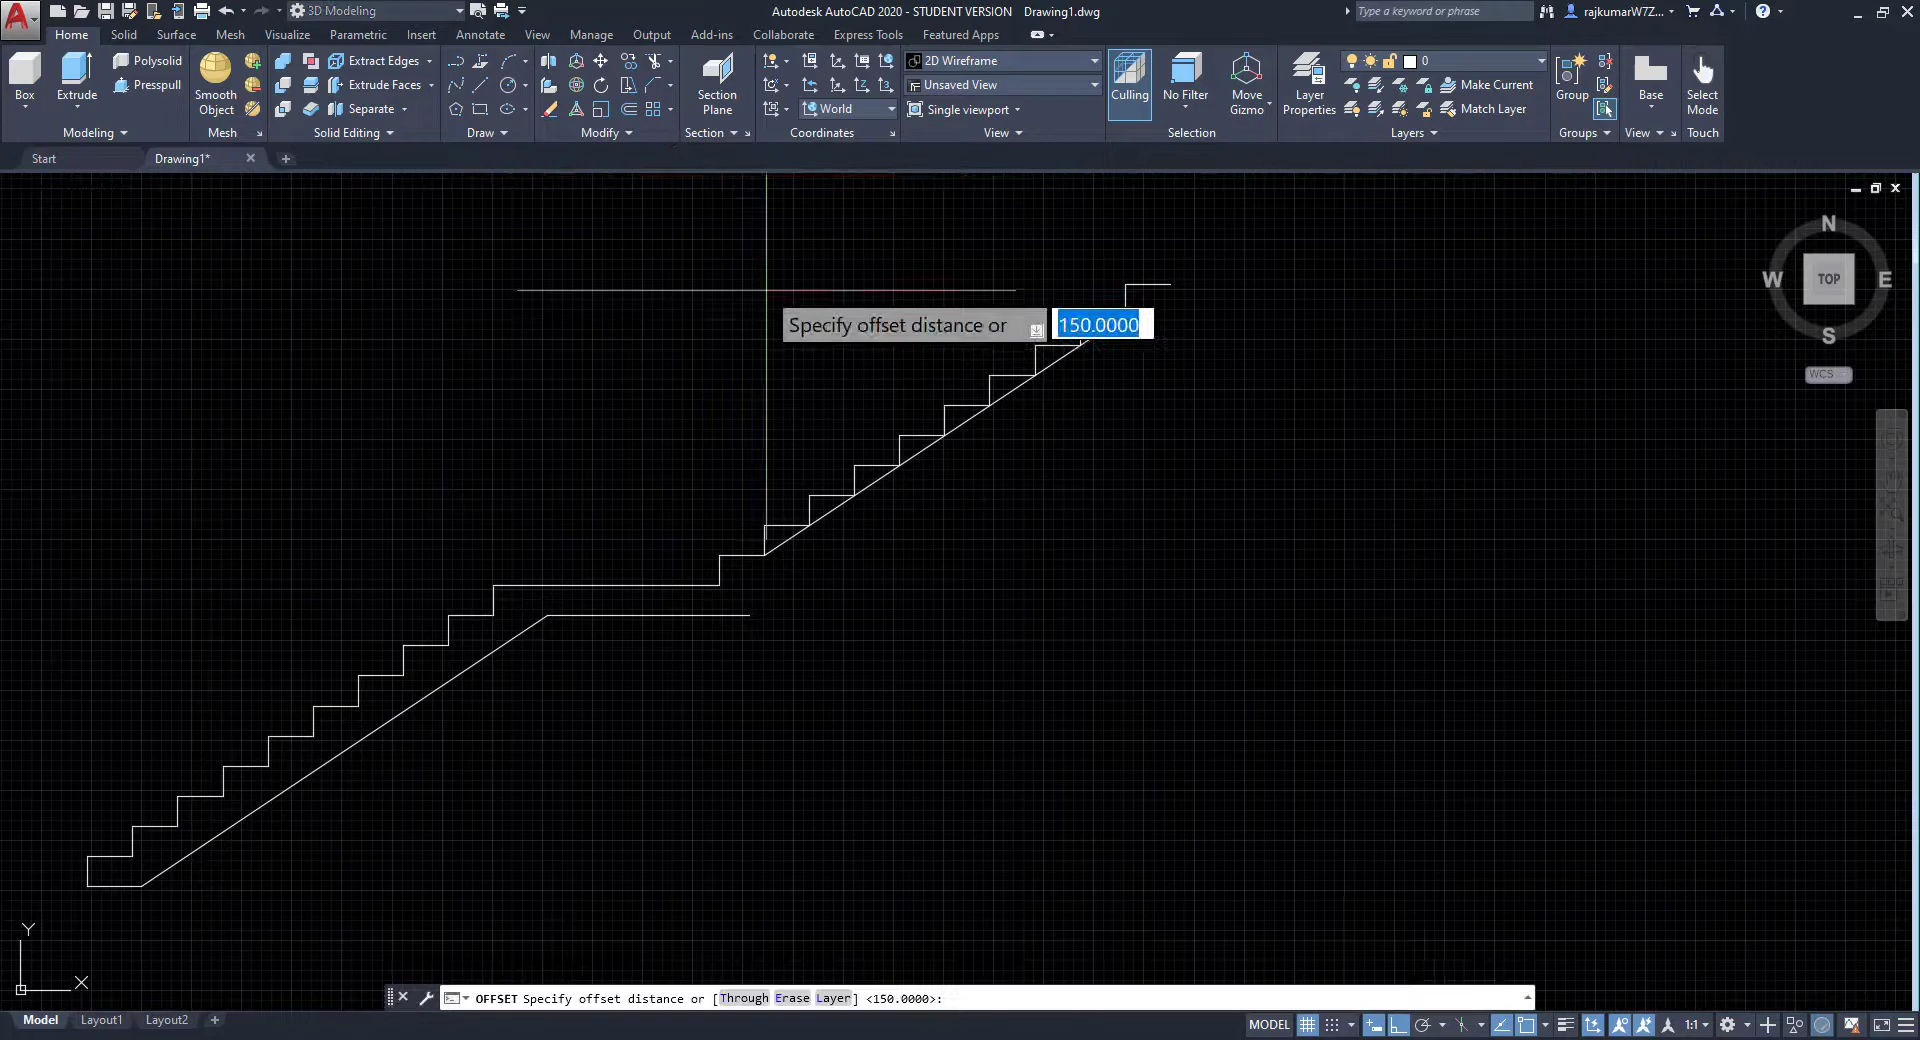 3D Modeling
Autodesk AutoCAD 2020 - STUDENT VERSION Drawing1.dwg
Type a keyword or phrase
rajkumarW7Z...
Home Solid Surface Mesh Visualize Parametric Insert Annotate View Manage Output Add-ins Collaborate Express Tools Featured Apps
Box
Extrude
Polysolid
Presspull
Modeling
Smooth
Object
Mesh
Extract Edges
Extrude Faces
Separate
Solid Editing
Draw
Modify
Section
Plane
Section
World
Coordinates
2D Wireframe
Unsaved View
Single viewport
View
Culling
No Filter
Move
Gizmo
Selection
Layer
Properties
0
Make Current
Match Layer
Layers
Group
Groups
Base
View
Select
Mode
Touch
Start
Drawing1*
N
W
TOP
E
S
WCS
Specify offset distance or
150.0000
Y
X
OFFSET Specify offset distance or [Through Erase Layer] <150.0000>:
Model Layout1 Layout2
MODEL
1:1